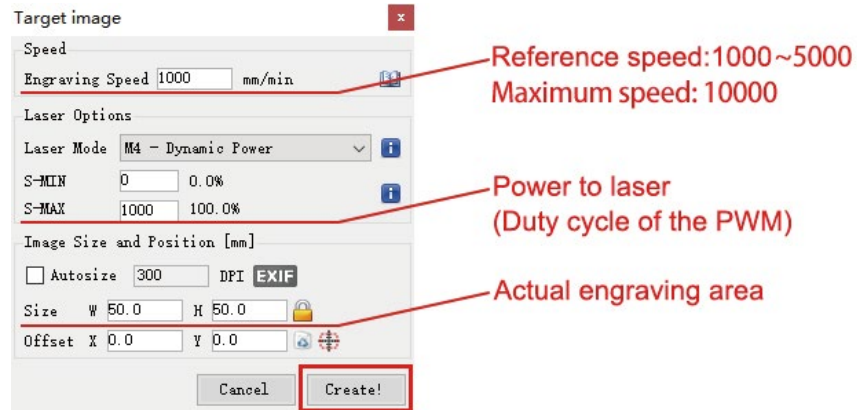 Target image x
Speed
Engraving Speed 1000 mm/min
Reference speed:1000~5000
Maximum speed: 10000
Laser Options
Laser Mode M4 - Dynamic Power i
S-MIN 0 0.0%
i
S-MAX 1000 100.0%
Power to laser
(Duty cycle of the PWM)
Image Size and Position [mm]
Autosize 300 DPI EXIF
Size W 50.0 H 50.0
Actual engraving area
Offset X 0.0 Y 0.0
Cancel Create!